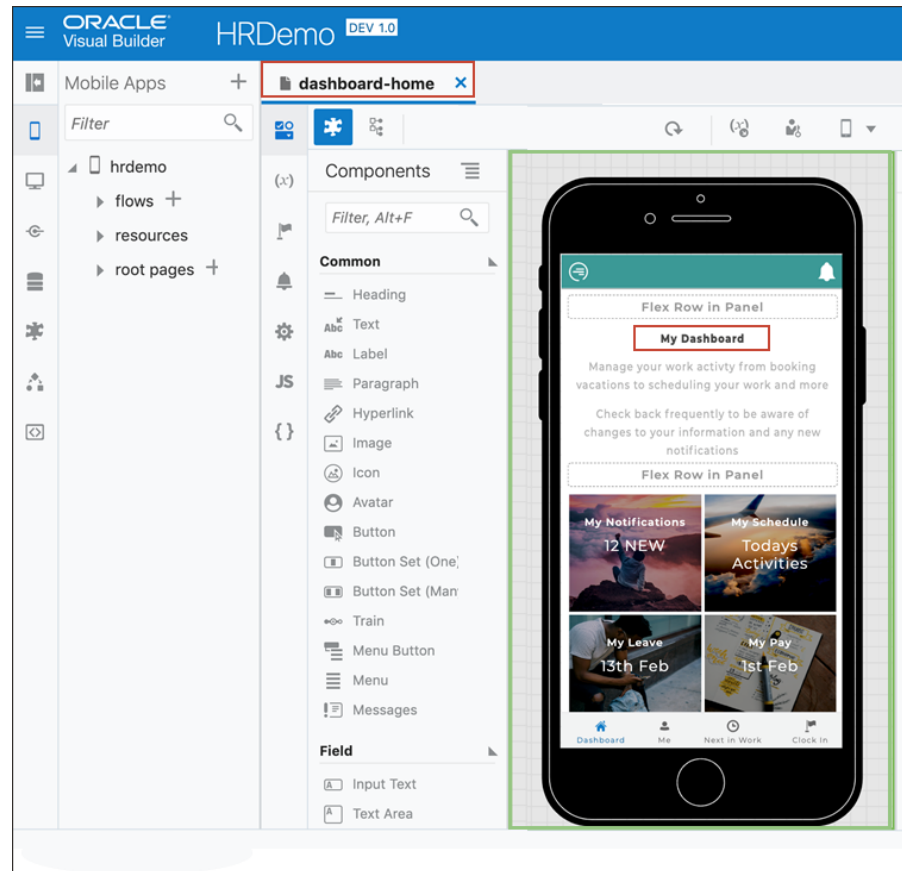 ORACLE
Visual Builder
HRDemo DEV 1.0
Mobile Apps
Filter
hrdemo
flows
resources
root pages
dashboard-home
(x)
JS
{ }
Components
Filter, Alt+F
Common
Heading
Abc Text
Abc Label
Paragraph
Hyperlink
Image
Icon
Avatar
Button
Button Set (One
Button Set (Man
Train
Menu Button
Menu
Messages
Field
A Input Text
A Text Area
(x)
Flex Row in Panel
My Dashboard
Manage your work activty from booking
vacations to scheduling your work and more
Check back frequently to be aware of
changes to your information and any new
notifications
Flex Row in Panel
My Notifications
12 NEW
My Schedule
Todays
Activities
My Leave
13th Feb
My Pay
1st Feb
Dashboard
Me
Next in Work
Clock In